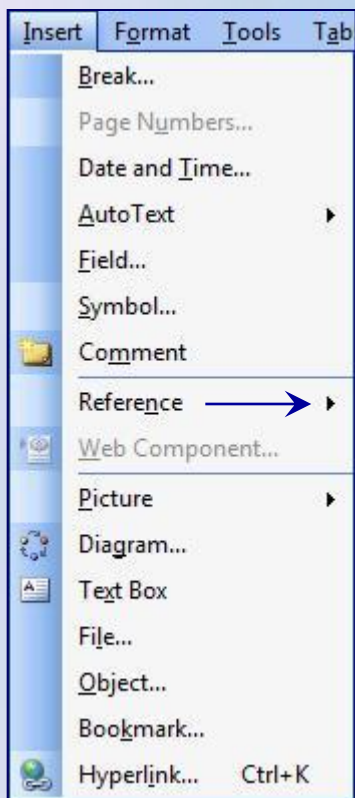 Insert Format Tools Tab
Break...
Page Numbers...
Date and Time...
AutoText
Field...
Symbol...
Comment
Reference
Web Component...
Picture
Diagram...
Text Box
File...
Object...
Bookmark...
Hyperlink... Ctrl+K